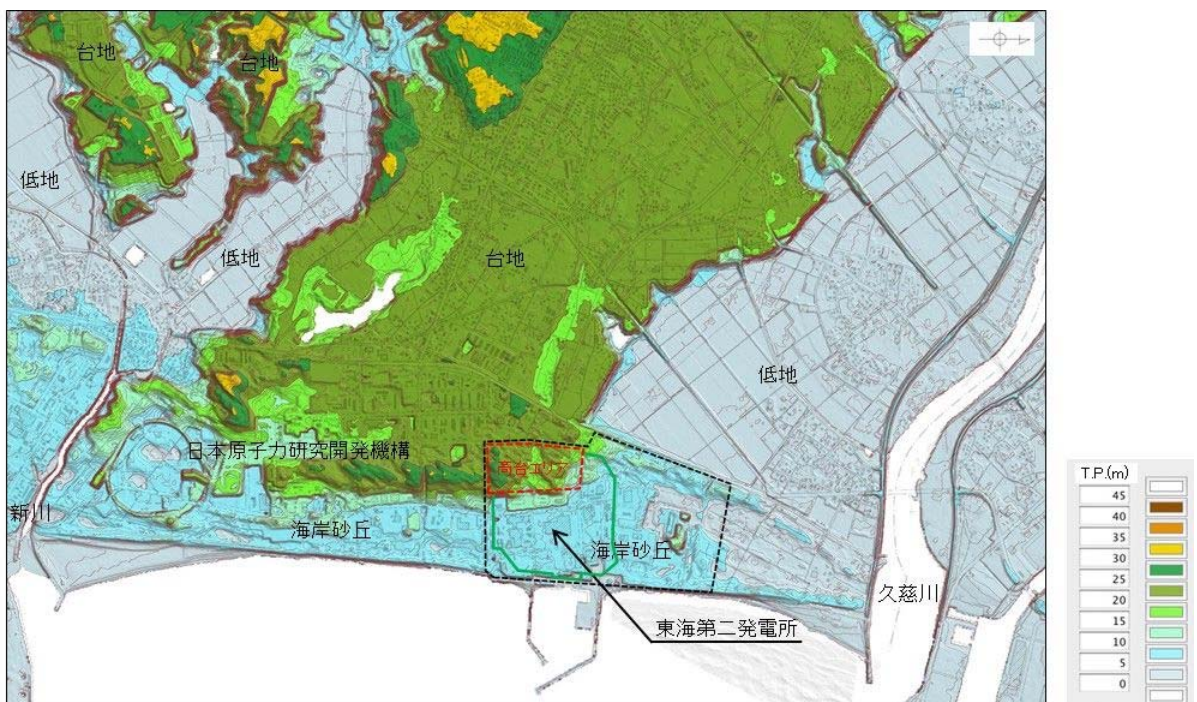 台地
台地
低地
低地
台地
低地
日本原子力研究開発機構
高台エリア
新川
海岸砂丘
海岸砂丘
久慈川
東海第二発電所
T.P.(m)
45
40
35
30
25
20
15
10
5
0